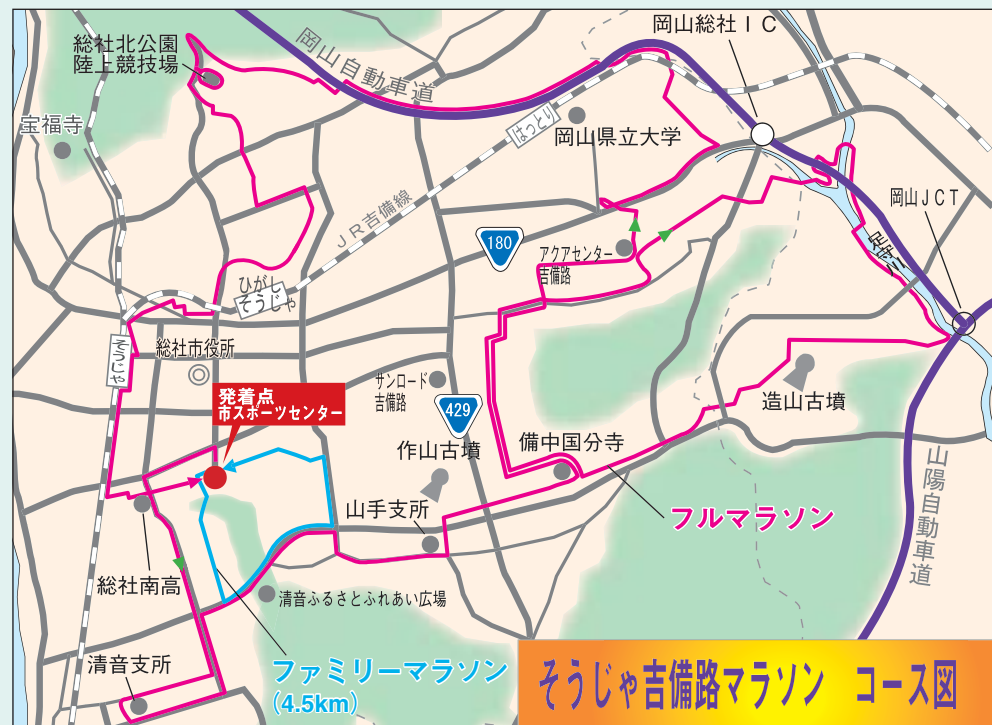 総社北公園
陸上競技場
岡山自動車道
岡山総社IC
宝福寺
はっとり
岡山県立大学
JR吉備線
岡山JCT
180
アクアセンター
吉備路
足守川
ひがし
そうじゃ
そうじゃ
総社市役所
発着点
市スポーツセンター
サンロード
吉備路
429
作山古墳
備中国分寺
造山古墳
山手支所
フルマラソン
山陽自動車道
総社南高
清音ふるさとふれあい広場
清音支所
ファミリーマラソン
(4.5km)
そうじゃ吉備路マラソン コース図